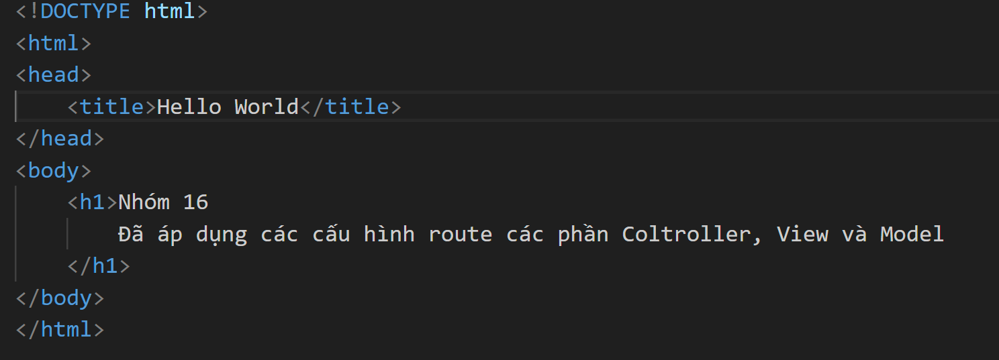 <!DOCTYPE html>
<html>
<head>
    <title>Hello World</title>
</head>
<body>
    <h1>Nhóm 16
        Đã áp dụng các cấu hình route các phần Coltroller, View và Model
    </h1>
</body>
</html>